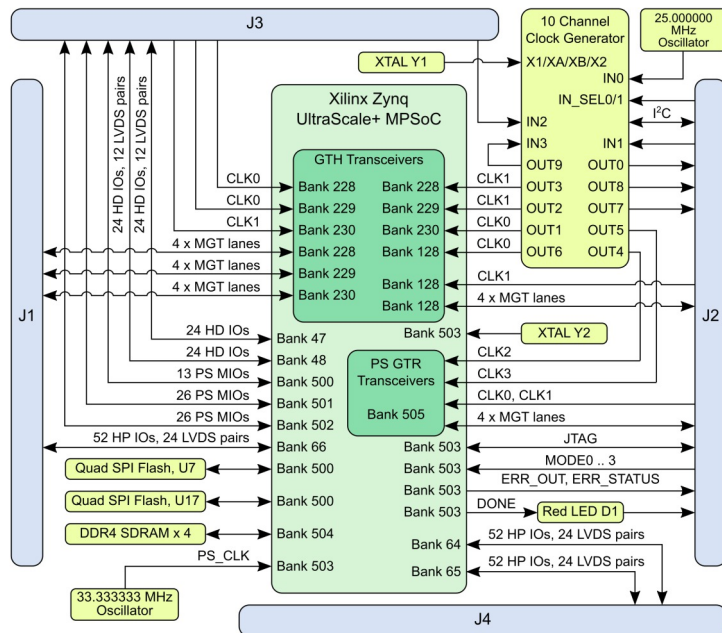 J3
10 Channel
Clock Generator
25.000000
MHz
Oscillator
XTAL Y1
X1/XA/XB/X2
IN0
IN_SEL0/1
I²C
IN2
IN1
IN3
OUT9
OUT0
OUT3
OUT8
OUT2
OUT7
OUT1
OUT5
OUT6
OUT4
Xilinx Zynq
UltraScale+ MPSoC
GTH Transceivers
24 HD IOs, 12 LVDS pairs
24 HD IOs, 12 LVDS pairs
CLK0
Bank 228
Bank 228
CLK1
CLK0
Bank 229
Bank 229
CLK1
CLK1
Bank 230
Bank 230
CLK0
4 x MGT lanes
Bank 228
Bank 128
CLK0
4 x MGT lanes
Bank 229
Bank 128
CLK1
4 x MGT lanes
Bank 230
Bank 128
4 x MGT lanes
J1
J2
24 HD IOs
Bank 47
Bank 503
XTAL Y2
24 HD IOs
Bank 48
CLK2
13 PS MIOs
Bank 500
PS GTR
Transceivers
CLK3
26 PS MIOs
Bank 501
CLK0, CLK1
Bank 505
26 PS MIOs
Bank 502
4 x MGT lanes
52 HP IOs, 24 LVDS pairs
Bank 66
Bank 503
JTAG
Quad SPI Flash, U7
Bank 500
Bank 503
MODE0 .. 3
Bank 503
ERR_OUT, ERR_STATUS
Quad SPI Flash, U17
Bank 500
Bank 503
DONE
Red LED D1
DDR4 SDRAM x 4
Bank 504
Bank 64
52 HP IOs, 24 LVDS pairs
PS_CLK
Bank 503
Bank 65
52 HP IOs, 24 LVDS pairs
33.333333 MHz
Oscillator
J4